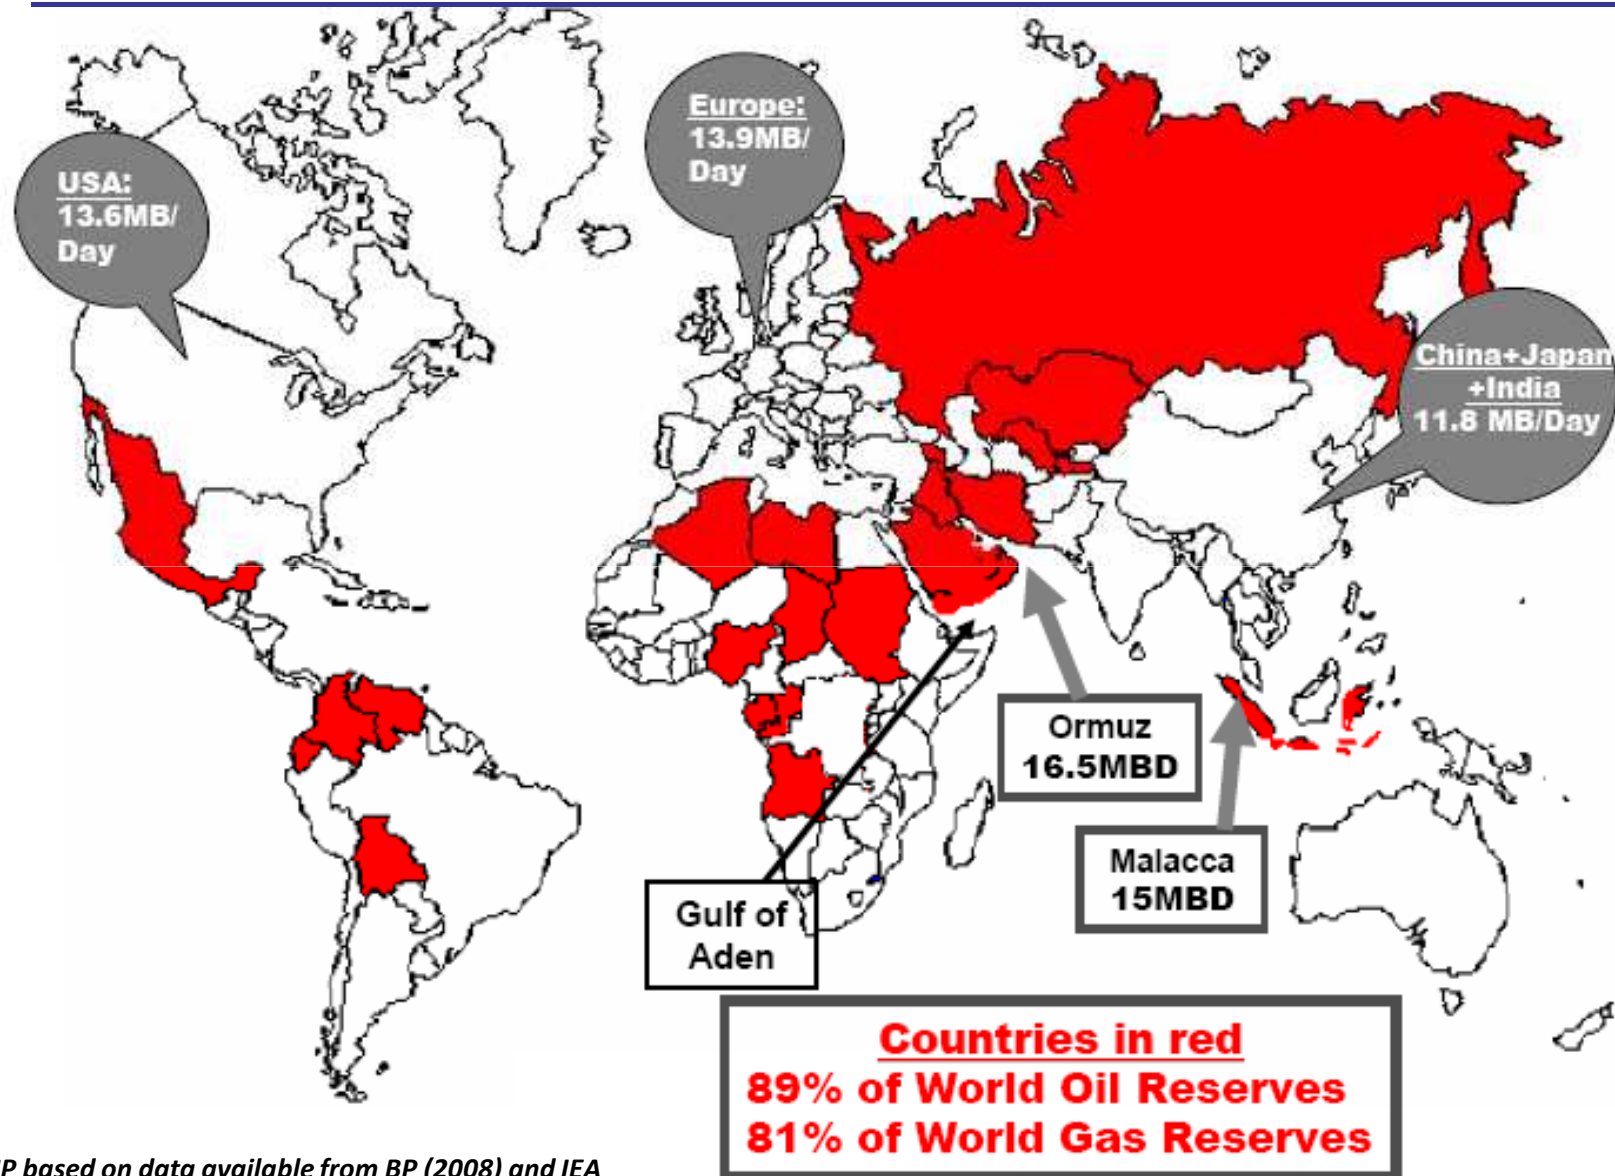 Europe:
13.9MB/
Day
USA:
13.6MB/
Day
China+Japan
+India
11.8 MB/Day
Ormuz
16.5MBD
Malacca
15MBD
Gulf of
Aden
Countries in red
89% of World Oil Reserves
81% of World Gas Reserves
based on data available from BP (2008) and IEA